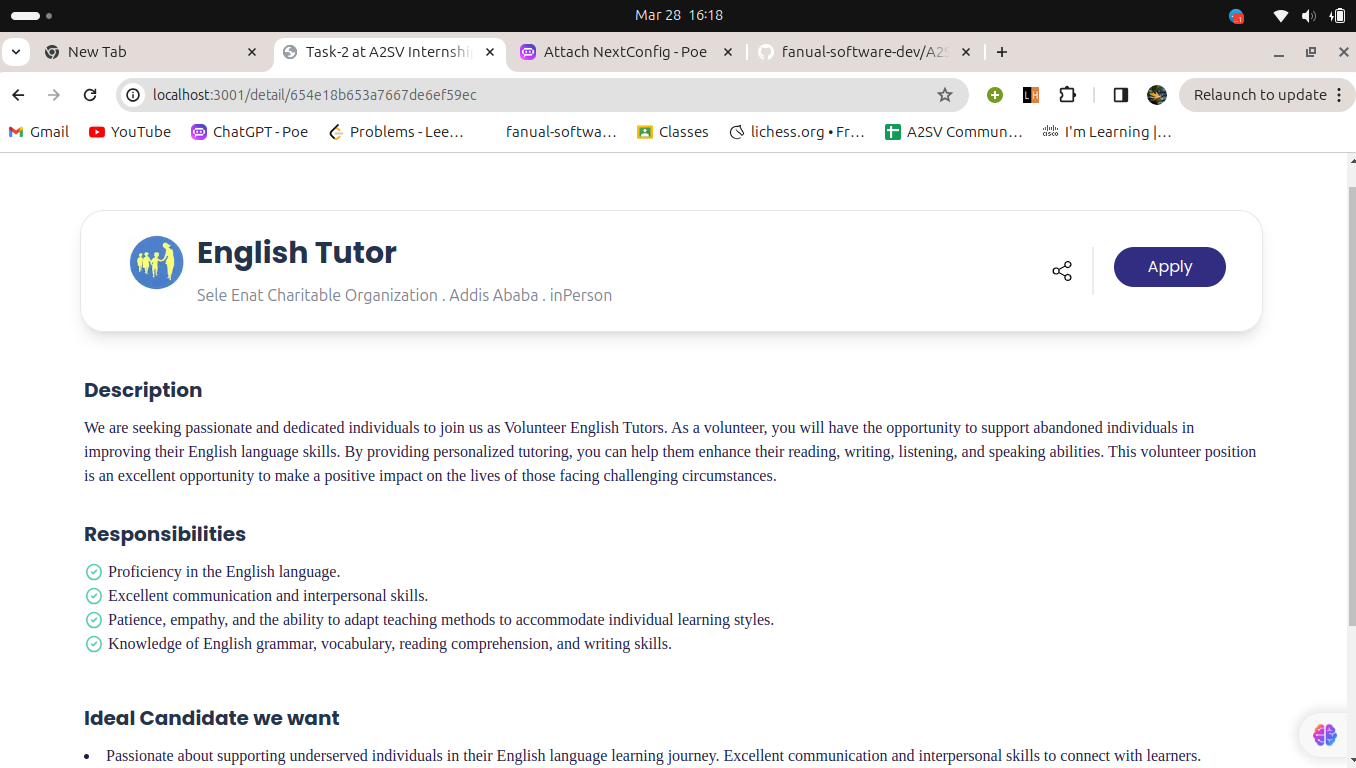 Mar 28 16:18
New Tab
Task-2 at A2SV Internshi
Attach NextConfig - Poe
fanual-software-dev/A2S
localhost:3001/detail/654e18b653a7667de6ef59ec
Relaunch to update
Gmail
YouTube
ChatGPT - Poe
Problems - Lee…
fanual-softwa…
Classes
lichess.org • Fr…
A2SV Commun…
I'm Learning |…
English Tutor
Sele Enat Charitable Organization . Addis Ababa . inPerson
Apply
Description
We are seeking passionate and dedicated individuals to join us as Volunteer English Tutors. As a volunteer, you will have the opportunity to support abandoned individuals in
improving their English language skills. By providing personalized tutoring, you can help them enhance their reading, writing, listening, and speaking abilities. This volunteer position
is an excellent opportunity to make a positive impact on the lives of those facing challenging circumstances.
Responsibilities
Proficiency in the English language.
Excellent communication and interpersonal skills.
Patience, empathy, and the ability to adapt teaching methods to accommodate individual learning styles.
Knowledge of English grammar, vocabulary, reading comprehension, and writing skills.
Ideal Candidate we want
• Passionate about supporting underserved individuals in their English language learning journey. Excellent communication and interpersonal skills to connect with learners.